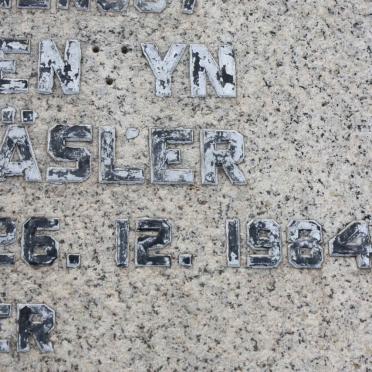 EN YN
ÄSLER
26. 12. 1984
ER